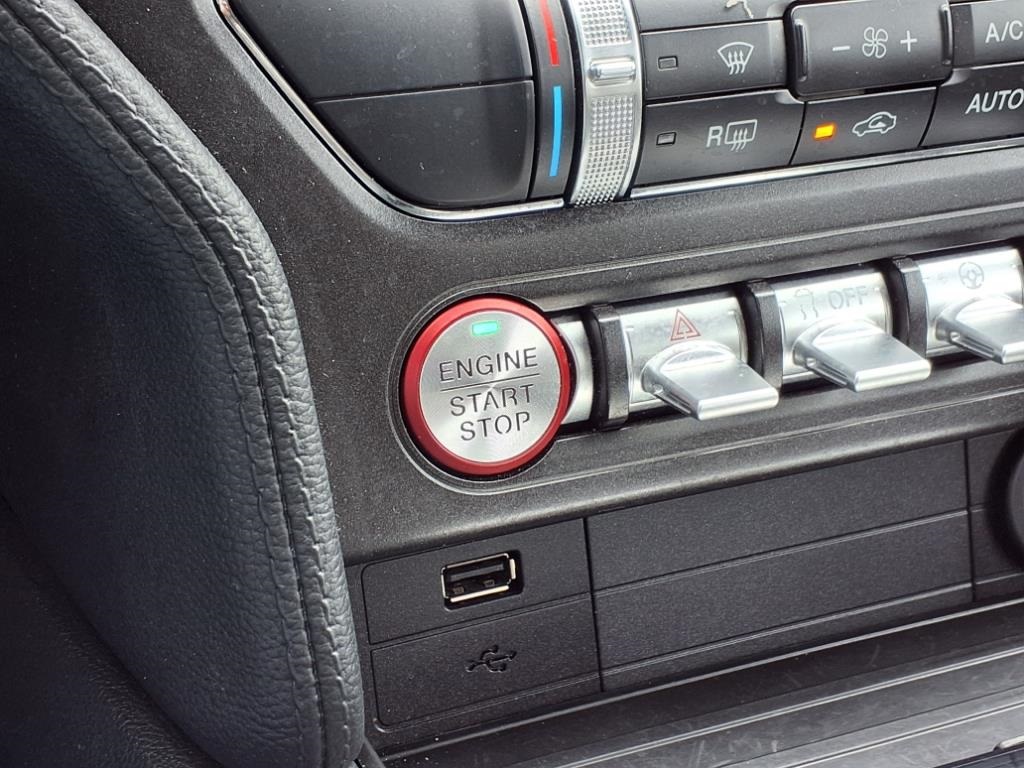 − +
A/C
R
AUTO
ENGINE
START
STOP
OFF